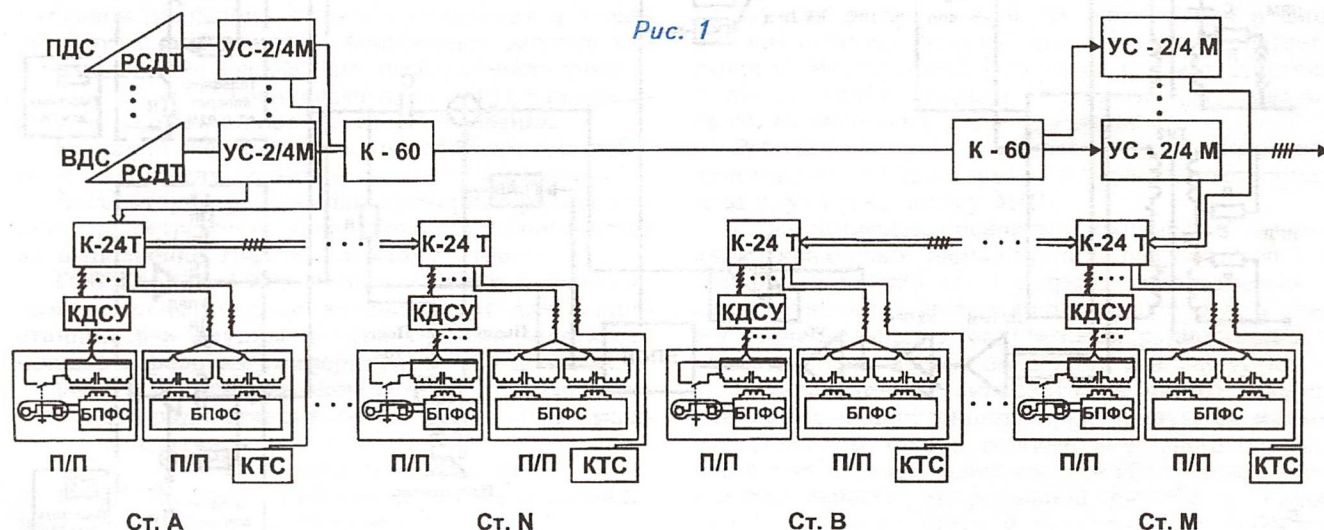 Рис. 1
ПДС РСДТ УС-2/4М УС - 2/4 М
ВДС РСДТ УС-2/4М К - 60 К - 60 УС - 2/4 М
К-24Т К-24 Т К-24 Т К-24 Т
КДСУ КДСУ КДСУ КДСУ
БПФС БПФС БПФС БПФС БПФС БПФС БПФС БПФС
П/П П/П КТС П/П П/П КТС П/П П/П КТС П/П П/П КТС
Ст. А Ст. N Ст. В Ст. М